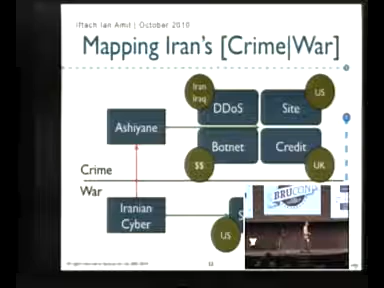 Iftach Ian Amit | October 2010
Mapping Iran's [Crime|War]
Iran
Iraq
DDoS
US
Site
Ashiyane
Botnet
Credit
$$
UK
Crime
War
BRUCON
Iranian
Cyber
US
S